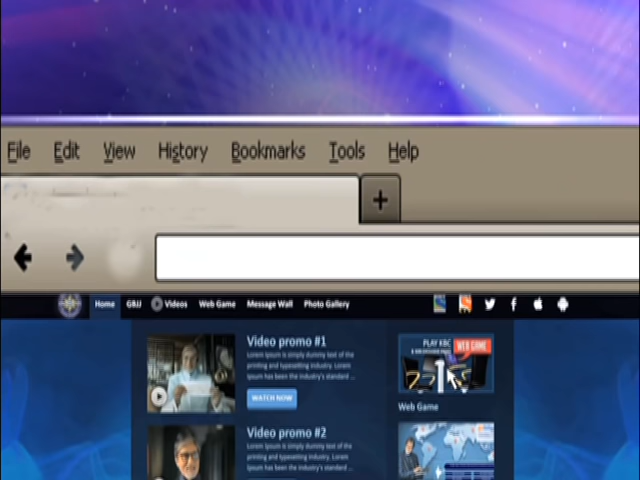 File Edit View History Bookmarks Tools Help
+
Home GBJJ Videos Web Game Message Wall Photo Gallery
Video promo #1
Lorem Ipsum is simply dummy text of the
printing and typesetting industry. Lorem
Ipsum has been the industry's standard ...
WATCH NOW
PLAY KBC
WEB GAME
Web Game
Video promo #2
Lorem Ipsum is simply dummy text of the
printing and typesetting industry. Lorem
Ipsum has been the industry's standard ...